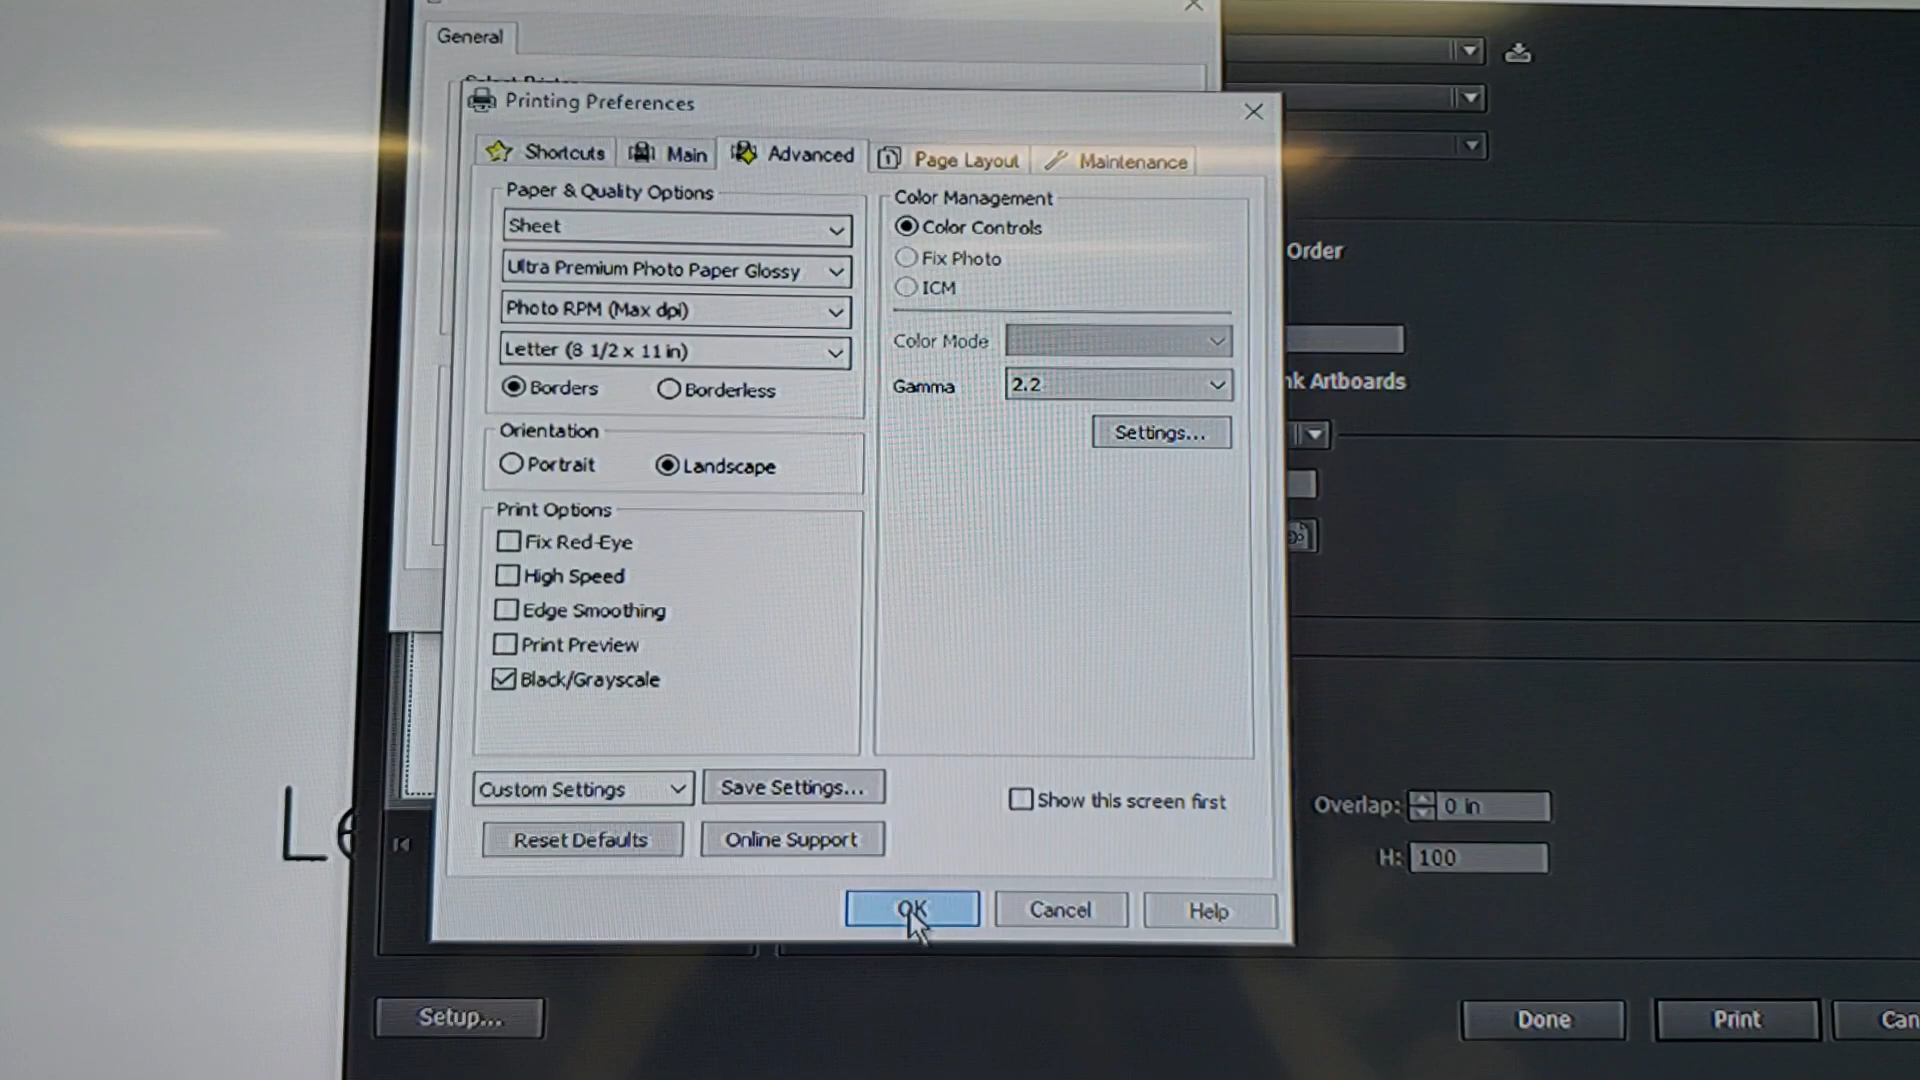 General
Printing Preferences
Shortcuts
Main
Advanced
Page Layout
Maintenance
Paper & Quality Options
Sheet
Ultra Premium Photo Paper Glossy
Photo RPM (Max dpi)
Letter (8 1/2 x 11 in)
Borders
Borderless
Orientation
Portrait
Landscape
Print Options
Fix Red-Eye
High Speed
Edge Smoothing
Print Preview
Black/Grayscale
Color Management
Color Controls
Fix Photo
ICM
Color Mode
Gamma
2.2
Settings...
Custom Settings
Save Settings...
Show this screen first
Reset Defaults
Online Support
OK
Cancel
Help
Order
Artboards
Overlap:
0 in
H:
100
Setup...
Done
Print